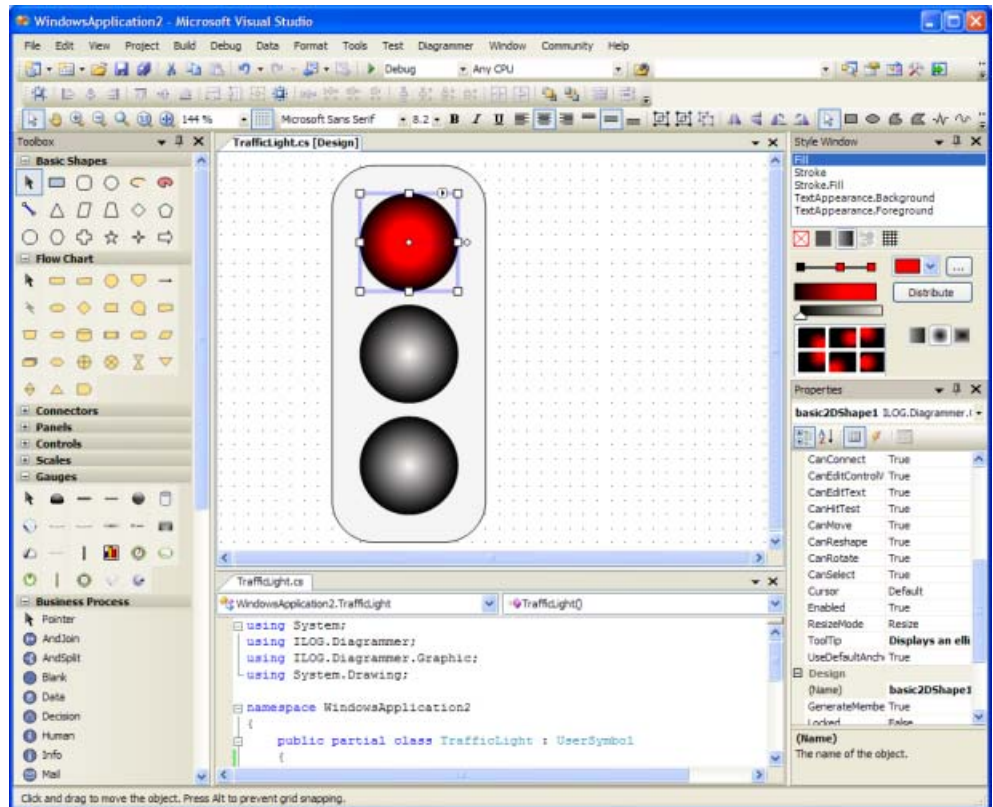 WindowsApplication2 - Microsoft Visual Studio
File Edit View Project Build Debug Data Format Tools Test Diagrammer Window Community Help
Debug Any CPU
144 % Microsoft Sans Serif 8.2 B I U
Toolbox
Basic Shapes
Flow Chart
Connectors
Panels
Controls
Scales
Gauges
Business Process
Pointer
AndJoin
AndSplit
Blank
Data
Decision
Human
Info
Mail
TrafficLight.cs [Design]
TrafficLight.cs
WindowsApplication2.TrafficLight TrafficLight()
using System;
using ILOG.Diagrammer;
using ILOG.Diagrammer.Graphic;
using System.Drawing;
namespace WindowsApplication2
{
public partial class TrafficLight : UserSymbol
{
Style Window
Fill
Stroke
Stroke.Fill
TextAppearance.Background
TextAppearance.Foreground
...
Distribute
Properties
basic2DShape1 ILOG.Diagrammer.
CanConnect True
CanEditControlV True
CanEditText True
CanHitTest True
CanMove True
CanReshape True
CanRotate True
CanSelect True
Cursor Default
Enabled True
ResizeMode Resize
ToolTip Displays an elli
UseDefaultAnch True
Design
(Name) basic2DShape1
GenerateMembe True
Locked False
(Name)
The name of the object.
Click and drag to move the object. Press Alt to prevent grid snapping.